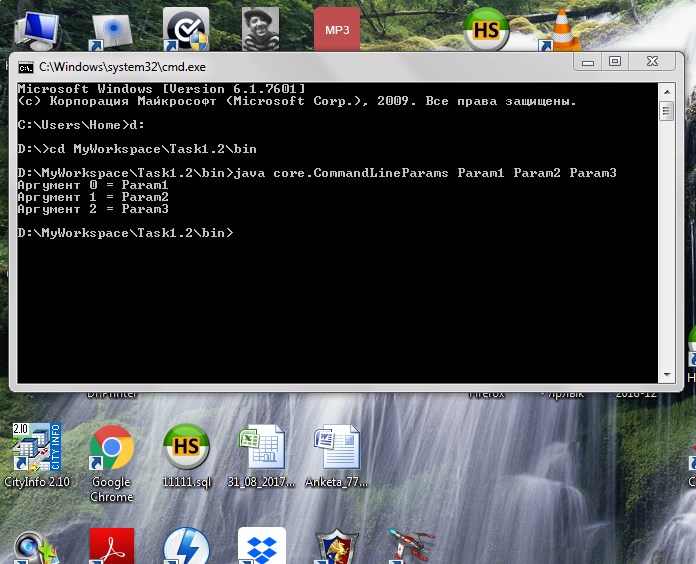 MP3
HS
C:\Windows\system32\cmd.exe
Microsoft Windows [Version 6.1.7601]
(c) Корпорация Майкрософт (Microsoft Corp.), 2009. Все права защищены.
C:\Users\Home>d:
D:\>cd MyWorkspace\Task1.2\bin
D:\MyWorkspace\Task1.2\bin>java core.CommandLineParams Param1 Param2 Param3
Аргумент 0 = Param1
Аргумент 1 = Param2
Аргумент 2 = Param3
D:\MyWorkspace\Task1.2\bin>
Dr.Printer
Firefox
- Ярлык
2018-12
2.10
CITY INFO
HS
CityInfo 2.10
Google
Chrome
11111.sql
31_08_2017...
Anketa_77...